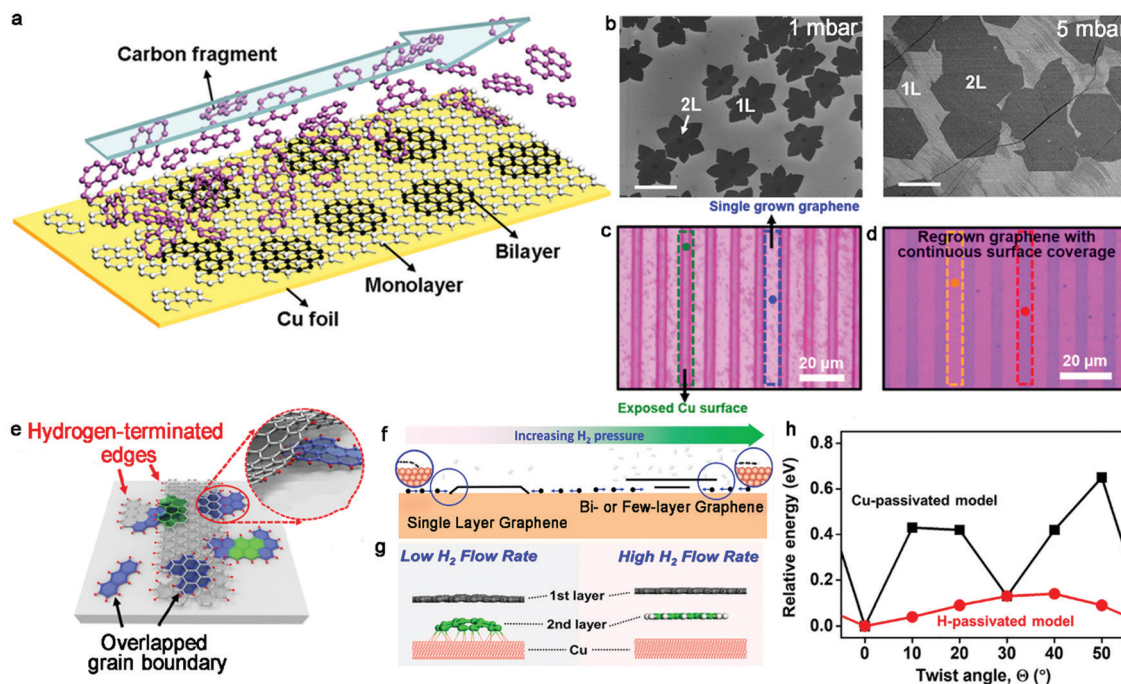 a
Carbon fragment
Bilayer
Monolayer
Cu foil
b
1 mbar
2L
1L
5 mbar
1L
2L
Single grown graphene
c
20 μm
Exposed Cu surface
d
Regrown graphene with
continuous surface coverage
20 μm
e
Hydrogen-terminated
edges
Overlapped
grain boundary
f
Increasing H₂ pressure
Single Layer Graphene
Bi- or Few-layer Graphene
g
Low H₂ Flow Rate
High H₂ Flow Rate
1st layer
2nd layer
Cu
h
Relative energy (eV)
0.8
0.6
0.4
0.2
0.0
Cu-passivated model
H-passivated model
0 10 20 30 40 50
Twist angle, Θ (°)